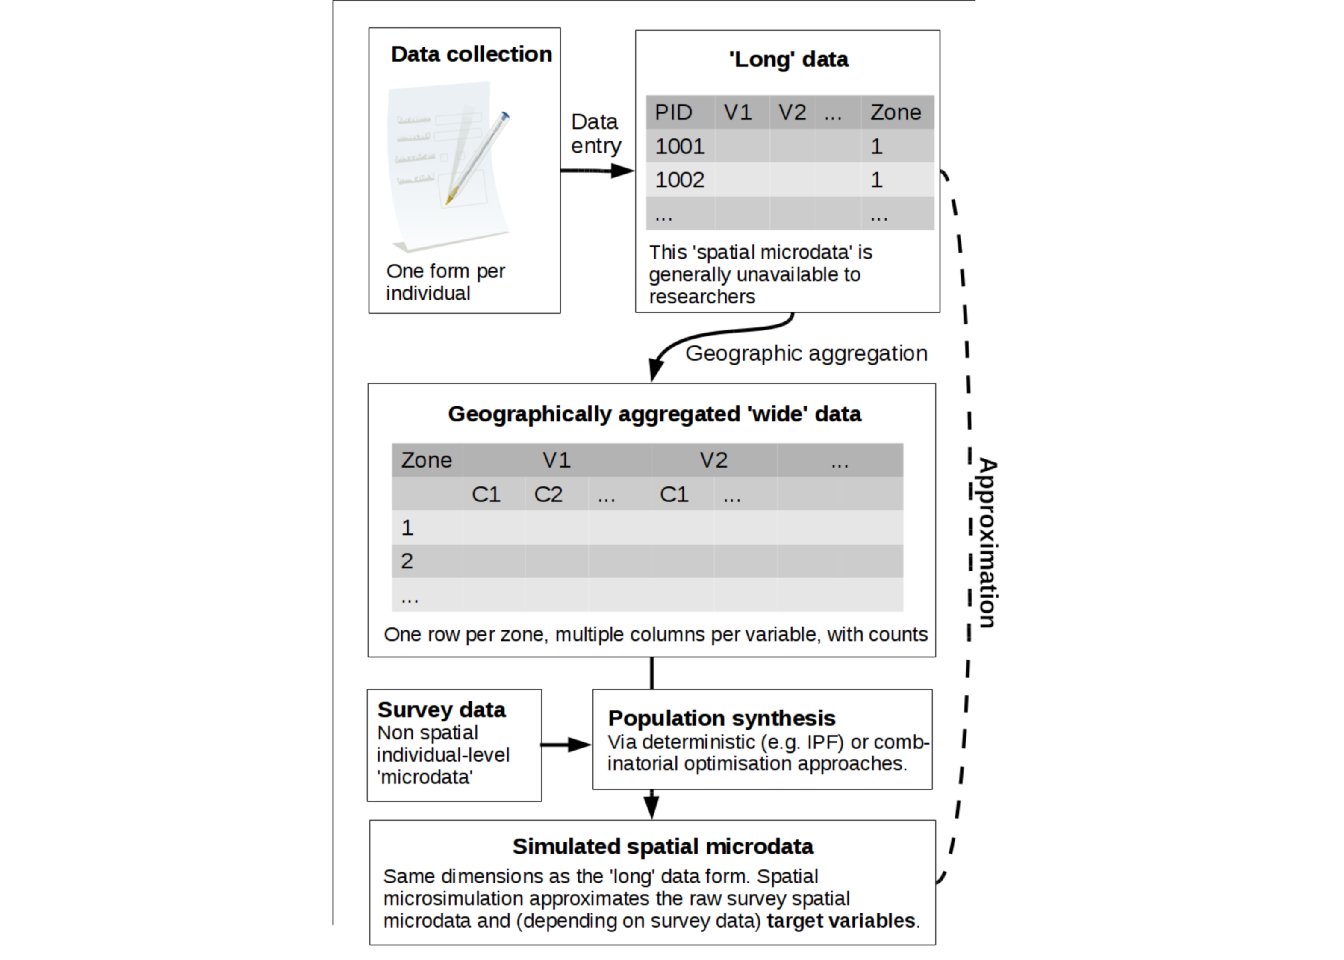 Data collection
One form per
individual
Data
entry
'Long' data
PID V1 V2 ... Zone
1001 1
1002 1
... ...
This 'spatial microdata' is
generally unavailable to
researchers
Geographic aggregation
Geographically aggregated 'wide' data
Zone V1 V2 ...
C1 C2 ... C1 ...
1
2
...
One row per zone, multiple columns per variable, with counts
Approximation
Survey data
Non spatial
individual-level
'microdata'
Population synthesis
Via deterministic (e.g. IPF) or comb-
inatorial optimisation approaches.
Simulated spatial microdata
Same dimensions as the 'long' data form. Spatial
microsimulation approximates the raw survey spatial
microdata and (depending on survey data) target variables.